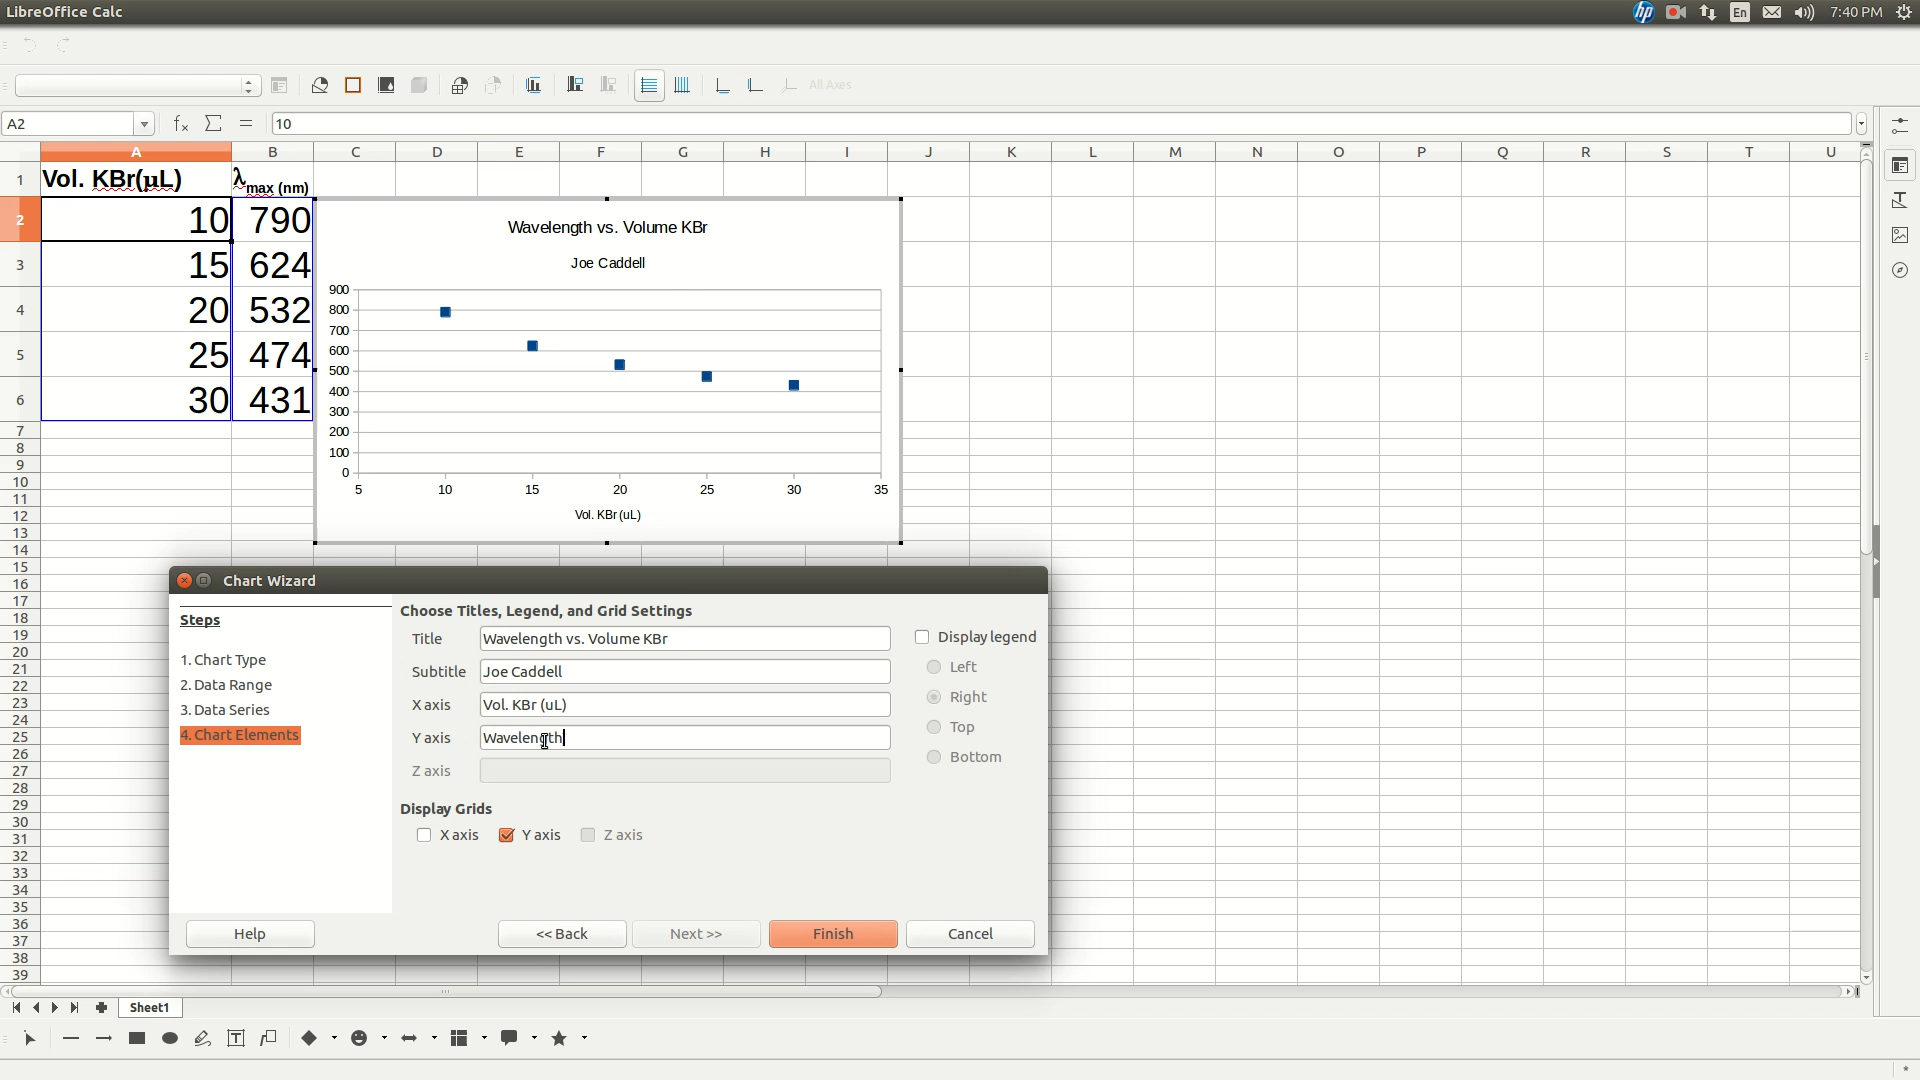 LibreOffice Calc
hp
En
7:40 PM
All Axes
A2
10
A B C D E F G H I J K L M N O P Q R S T U
1 Vol. KBr(µL) λmax (nm)
2 10 790
3 15 624
4 20 532
5 25 474
6 30 431
7
8
9
10
11
12
13
14
15
16
17
18
19
20
21
22
23
24
25
26
27
28
29
30
31
32
33
34
35
36
37
38
39
Wavelength vs. Volume KBr
Joe Caddell
900
800
700
600
500
400
300
200
100
0
5 10 15 20 25 30 35
Vol. KBr (uL)
Chart Wizard
Steps
1. Chart Type
2. Data Range
3. Data Series
4. Chart Elements
Choose Titles, Legend, and Grid Settings
Title Wavelength vs. Volume KBr
Subtitle Joe Caddell
X axis Vol. KBr (uL)
Y axis Wavelength
Z axis
Display legend
Left
Right
Top
Bottom
Display Grids
X axis Y axis Z axis
Help << Back Next >> Finish Cancel
Sheet1